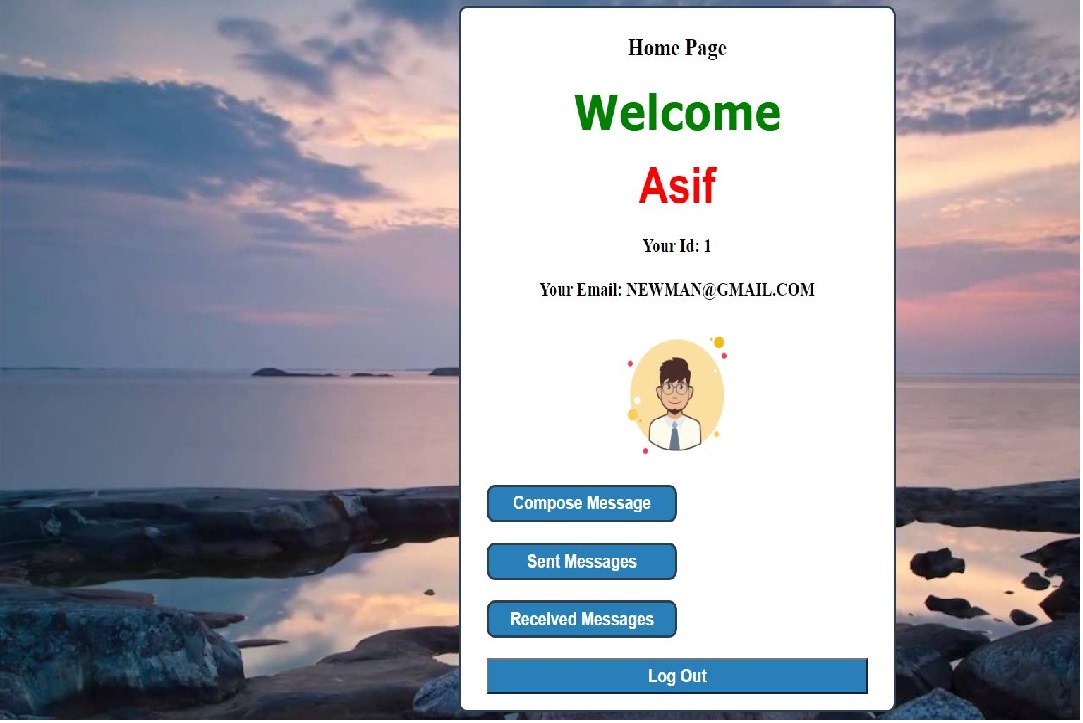 Home Page
Welcome
Asif
Your Id: 1
Your Email: NEWMAN@GMAIL.COM
Compose Message
Sent Messages
Received Messages
Log Out